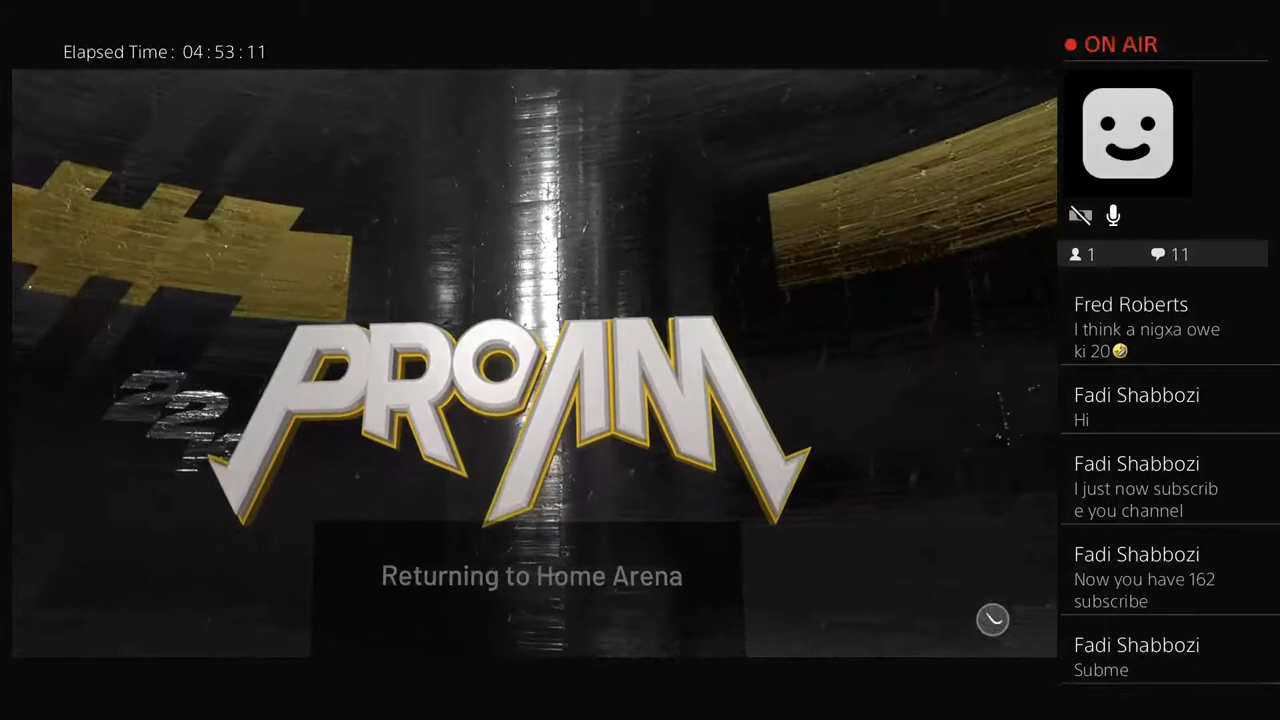 Elapsed Time: 04:53:11
ON AIR
1 11
Fred Roberts
I think a nigxa owe
ki 20🤣
Fadi Shabbozi
Hi
Fadi Shabbozi
I just now subscrib
e you channel
Fadi Shabbozi
Now you have 162
subscribe
Fadi Shabbozi
Subme
PRO AM
Returning to Home Arena